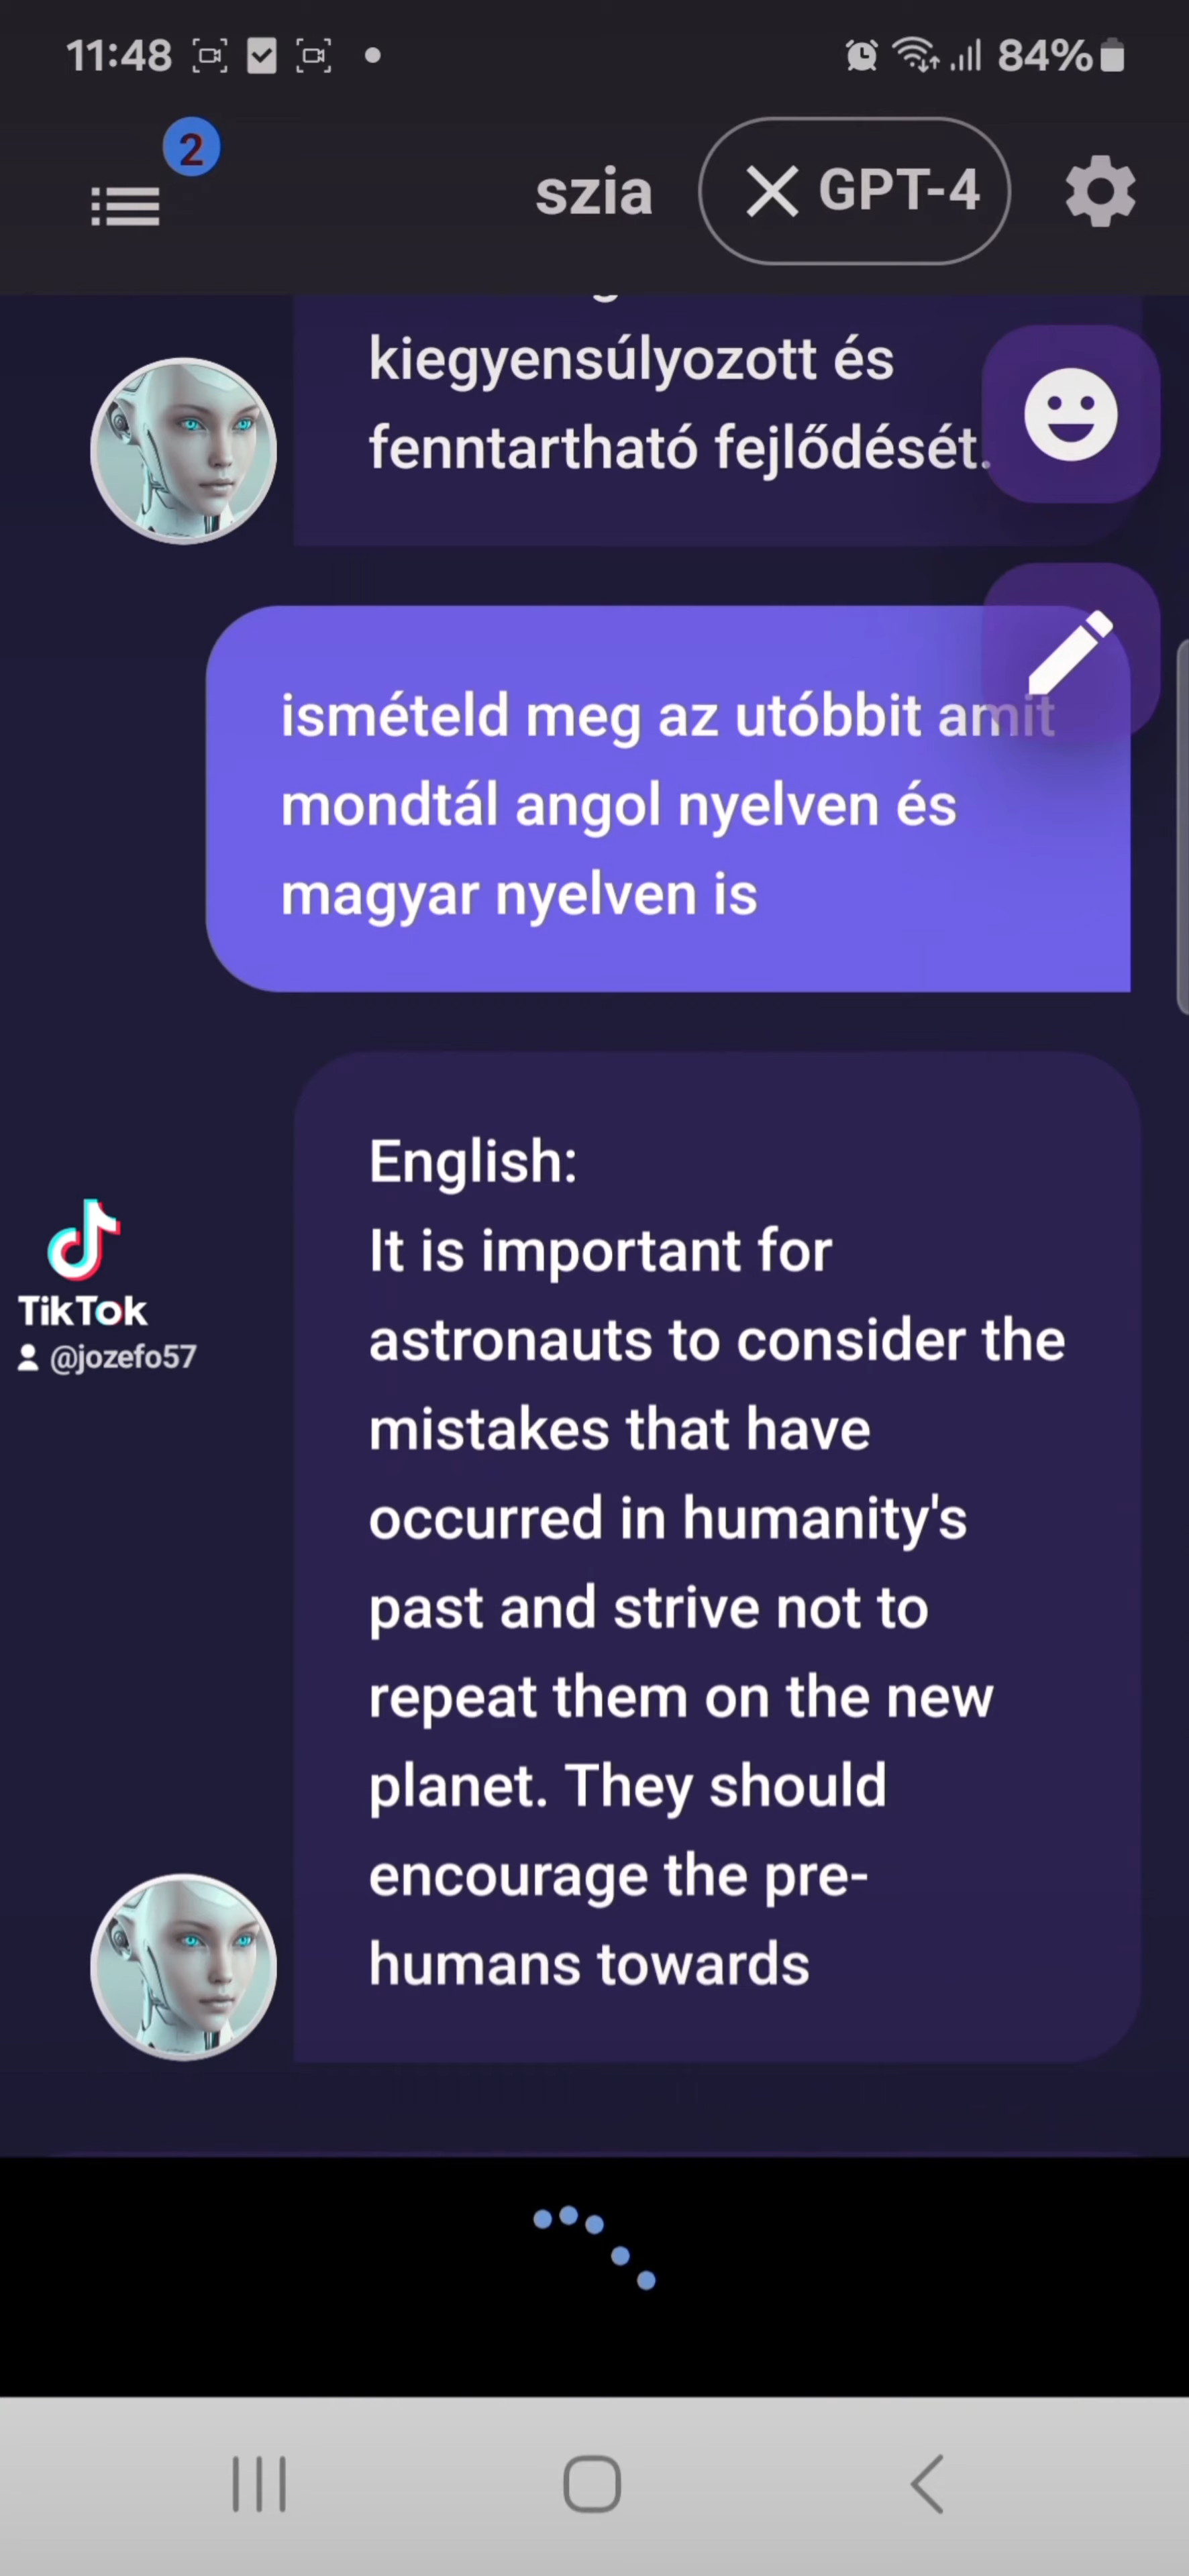 11:48
84%
2
szia
GPT-4
kiegyensúlyozott és
fenntartható fejlődését.
ismételd meg az utóbbit amit
mondtál angol nyelven és
magyar nyelven is
English:
It is important for
astronauts to consider the
mistakes that have
occurred in humanity's
past and strive not to
repeat them on the new
planet. They should
encourage the pre-
humans towards
TikTok
@jozefo57